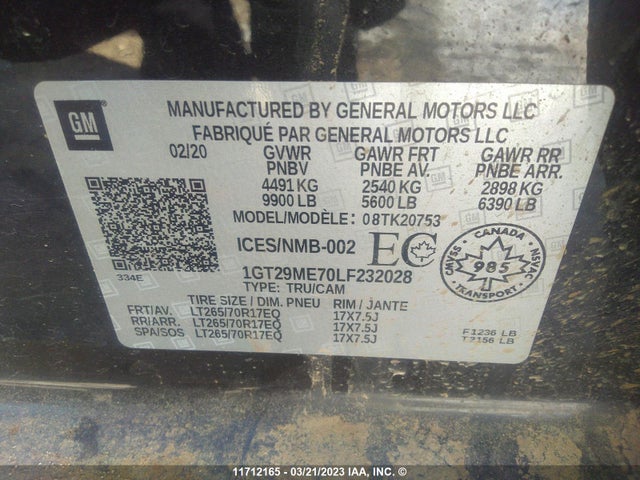 GM
MANUFACTURED BY GENERAL MOTORS LLC
FABRIQUÉ PAR GENERAL MOTORS LLC
02/20 GVWR GAWR FRT GAWR RR
PNBV PNBE AV. PNBE ARR.
4491 KG 2540 KG 2898 KG
9900 LB 5600 LB 6390 LB
MODEL/MODÈLE: 08TK20753
ICES/NMB-002 EC
CANADA
CMVSS 985 NSVAC
TRANSPORT
334E
1GT29ME70LF232028
TYPE: TRU/CAM
TIRE SIZE / DIM. PNEU RIM / JANTE
FRT/AV. LT265/70R17EQ 17X7.5J
RR/ARR. LT265/70R17EQ 17X7.5J
SPA/SOS LT265/70R17EQ 17X7.5J
F1236 LB
T2156 LB
11712165 - 03/21/2023 IAA, INC. ©